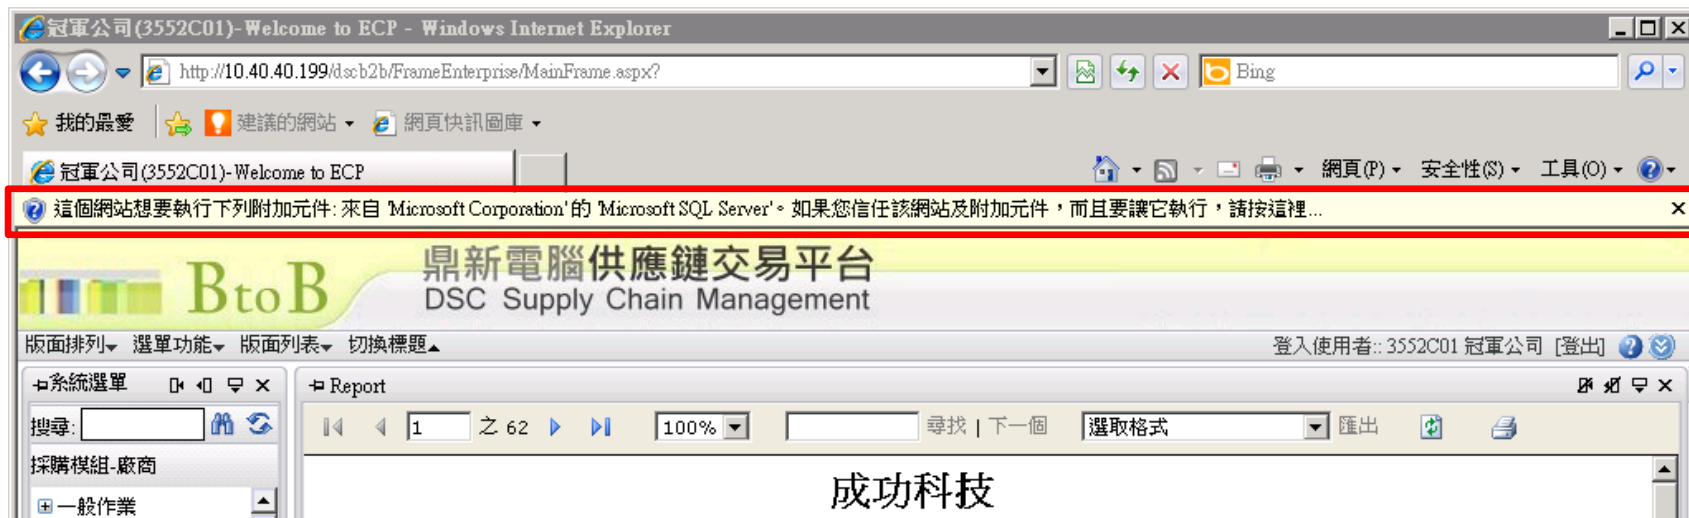 冠軍公司(3552C01)-Welcome to ECP - Windows Internet Explorer
http://10.40.40.199/dscb2b/FrameEnterprise/MainFrame.aspx?
Bing
我的最愛 建議的網站 網頁快訊圖庫
冠軍公司(3552C01)-Welcome to ECP
網頁(P) 安全性(S) 工具(O)
這個網站想要執行下列附加元件: 來自 'Microsoft Corporation' 的 'Microsoft SQL Server'。如果您信任該網站及附加元件，而且要讓它執行，請按這裡...
BtoB
鼎新電腦供應鏈交易平台
DSC Supply Chain Management
版面排列 選單功能 版面列表 切換標題
登入使用者:: 3552C01 冠軍公司 [登出]
系統選單
Report
搜尋:
1 之 62 100% 尋找 | 下一個 選取格式 匯出
採購模組-廠商
一般作業
成功科技